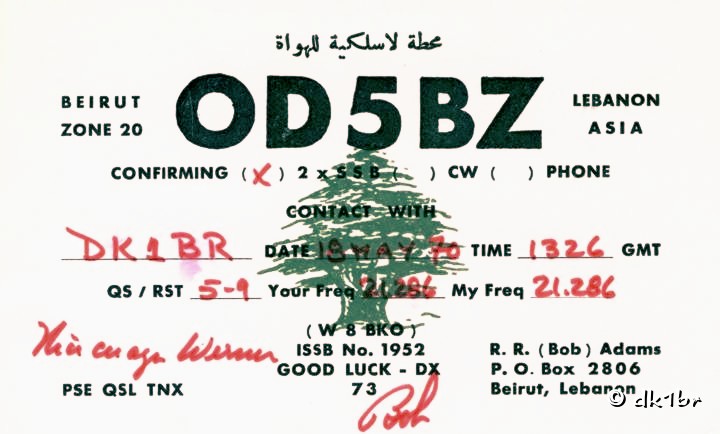 محطة لاسلكية للهواة
BEIRUT
ZONE 20
OD5BZ
LEBANON
ASIA
CONFIRMING (X) 2 x SSB ( ) CW ( ) PHONE
CONTACT WITH
DK1BR DATE 18 MAY 70 TIME 1326 GMT
QS / RST 5-9 Your Freq 21.286 My Freq 21.286
(W 8 BKO)
ISSB No. 1952
GOOD LUCK - DX
73
Werner
PSE QSL TNX
Bob
R. R. (Bob) Adams
P. O. Box 2806
Beirut, Lebanon
© dk1br